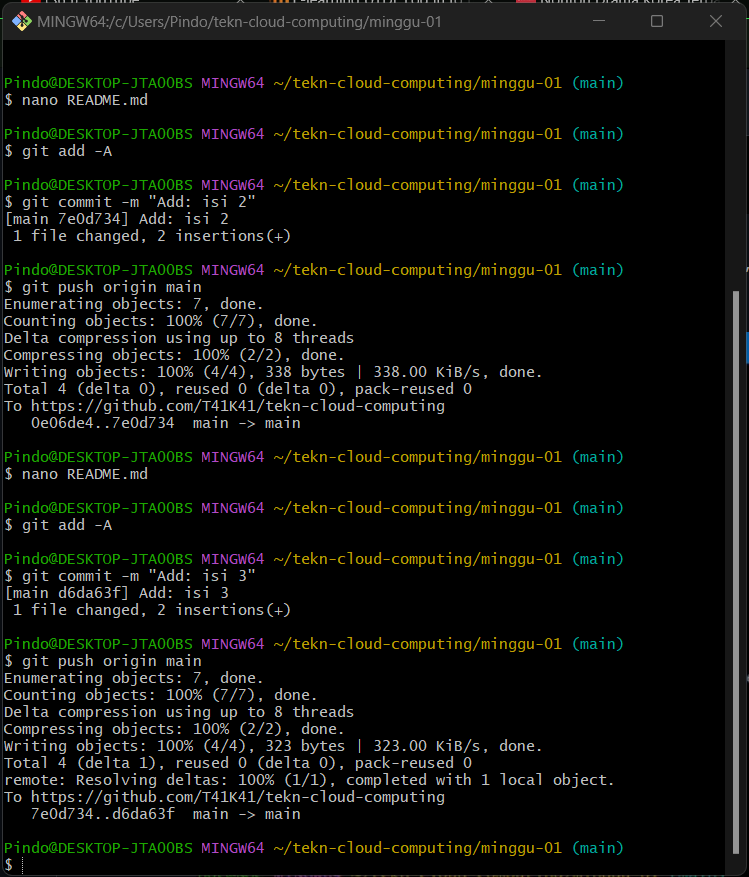 MINGW64:/c/Users/Pindo/tekn-cloud-computing/minggu-01
Pindo@DESKTOP-JTAO0BS MINGW64 ~/tekn-cloud-computing/minggu-01 (main)
$ nano README.md
Pindo@DESKTOP-JTAO0BS MINGW64 ~/tekn-cloud-computing/minggu-01 (main)
$ git add -A
Pindo@DESKTOP-JTAO0BS MINGW64 ~/tekn-cloud-computing/minggu-01 (main)
$ git commit -m "Add: isi 2"
[main 7e0d734] Add: isi 2
 1 file changed, 2 insertions(+)
Pindo@DESKTOP-JTAO0BS MINGW64 ~/tekn-cloud-computing/minggu-01 (main)
$ git push origin main
Enumerating objects: 7, done.
Counting objects: 100% (7/7), done.
Delta compression using up to 8 threads
Compressing objects: 100% (2/2), done.
Writing objects: 100% (4/4), 338 bytes | 338.00 KiB/s, done.
Total 4 (delta 0), reused 0 (delta 0), pack-reused 0
To https://github.com/T41K41/tekn-cloud-computing
   0e06de4..7e0d734  main -> main
Pindo@DESKTOP-JTAO0BS MINGW64 ~/tekn-cloud-computing/minggu-01 (main)
$ nano README.md
Pindo@DESKTOP-JTAO0BS MINGW64 ~/tekn-cloud-computing/minggu-01 (main)
$ git add -A
Pindo@DESKTOP-JTAO0BS MINGW64 ~/tekn-cloud-computing/minggu-01 (main)
$ git commit -m "Add: isi 3"
[main d6da63f] Add: isi 3
 1 file changed, 2 insertions(+)
Pindo@DESKTOP-JTAO0BS MINGW64 ~/tekn-cloud-computing/minggu-01 (main)
$ git push origin main
Enumerating objects: 7, done.
Counting objects: 100% (7/7), done.
Delta compression using up to 8 threads
Compressing objects: 100% (2/2), done.
Writing objects: 100% (4/4), 323 bytes | 323.00 KiB/s, done.
Total 4 (delta 1), reused 0 (delta 0), pack-reused 0
remote: Resolving deltas: 100% (1/1), completed with 1 local object.
To https://github.com/T41K41/tekn-cloud-computing
   7e0d734..d6da63f  main -> main
Pindo@DESKTOP-JTAO0BS MINGW64 ~/tekn-cloud-computing/minggu-01 (main)
$